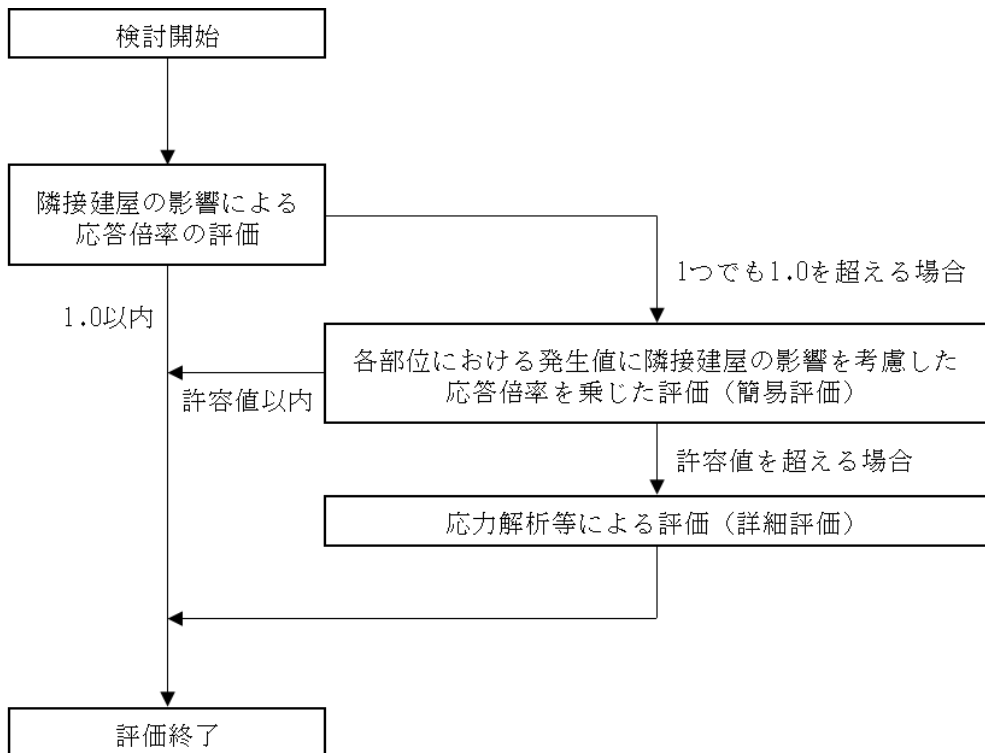 検討開始
隣接建屋の影響による
応答倍率の評価
1つでも1.0を超える場合
1.0以内
各部位における発生値に隣接建屋の影響を考慮した
応答倍率を乗じた評価（簡易評価）
許容値以内
許容値を超える場合
応力解析等による評価（詳細評価）
評価終了